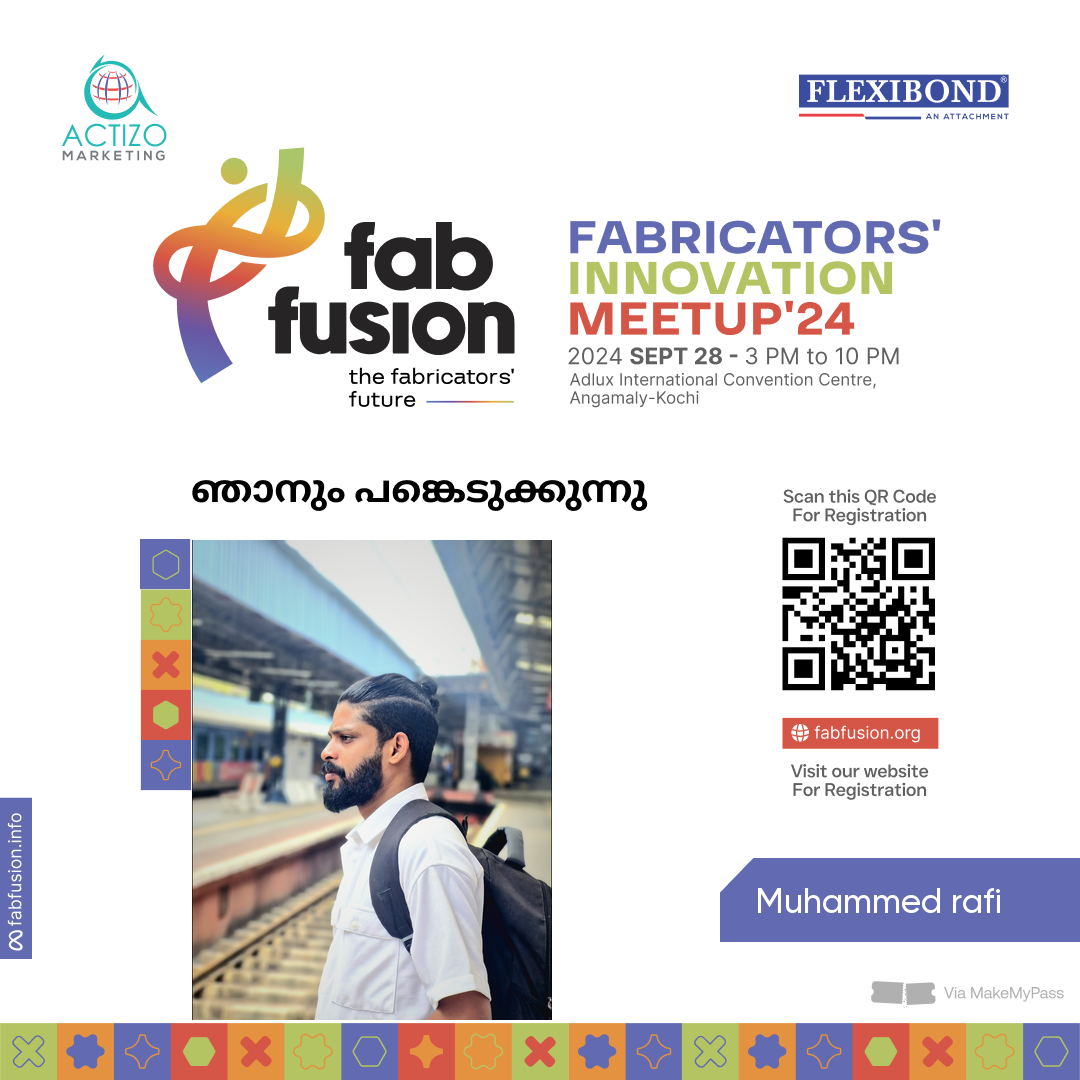 ACTIZO
MARKETING
FLEXIBOND®
AN ATTACHMENT
fab
fusion
the fabricators'
future
FABRICATORS'
INNOVATION
MEETUP'24
2024 SEPT 28 - 3 PM to 10 PM
Adlux International Convention Centre,
Angamaly-Kochi
ഞാനും പങ്കെടുക്കുന്നു
Scan this QR Code
For Registration
fabfusion.org
Visit our website
For Registration
fabfusion.info
Muhammed rafi
Via MakeMyPass